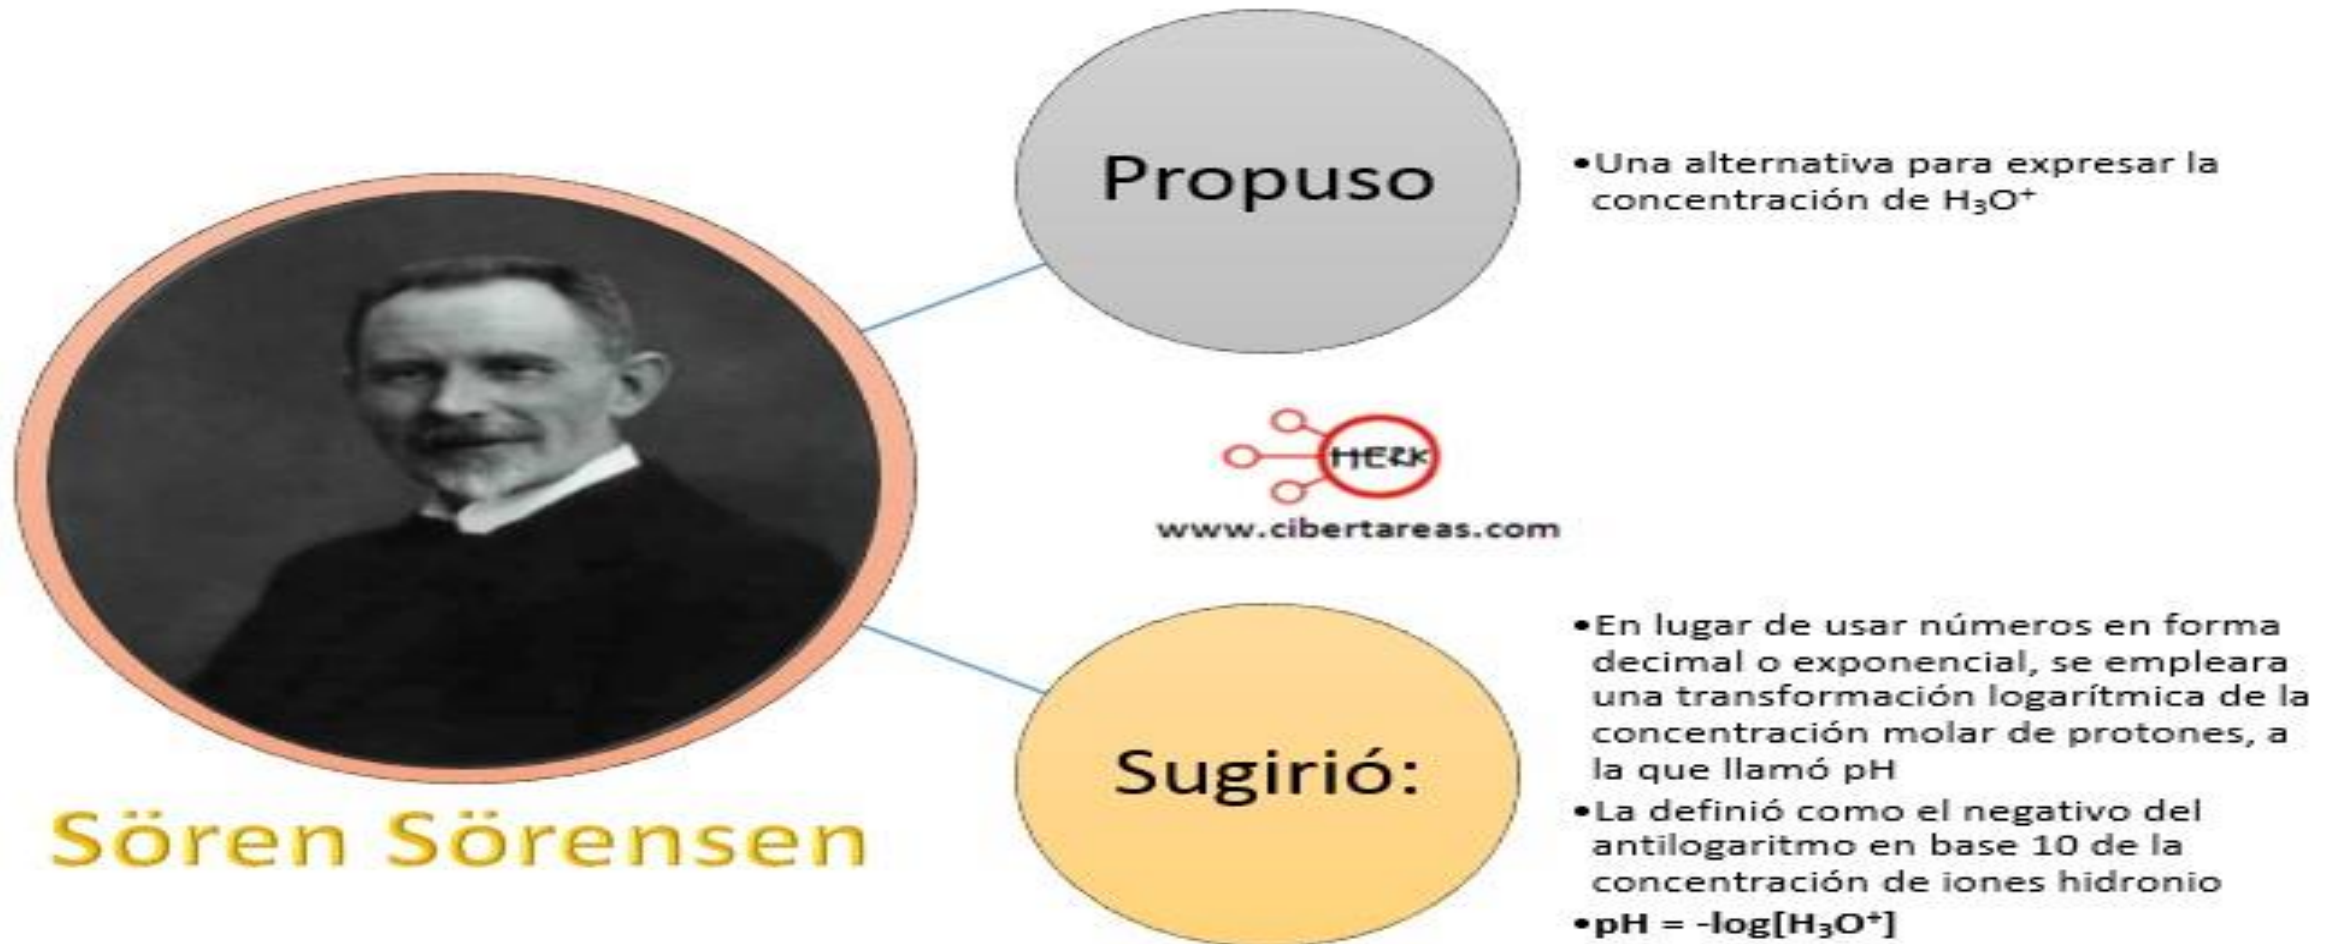 Propuso
•Una alternativa para expresar la
concentración de H₃O⁺
HERK
www.cibertareas.com
Sören Sörensen
Sugirió:
•En lugar de usar números en forma
decimal o exponencial, se empleara
una transformación logarítmica de la
concentración molar de protones, a
la que llamó pH
•La definió como el negativo del
antilogaritmo en base 10 de la
concentración de iones hidronio
•pH = -log[H₃O⁺]